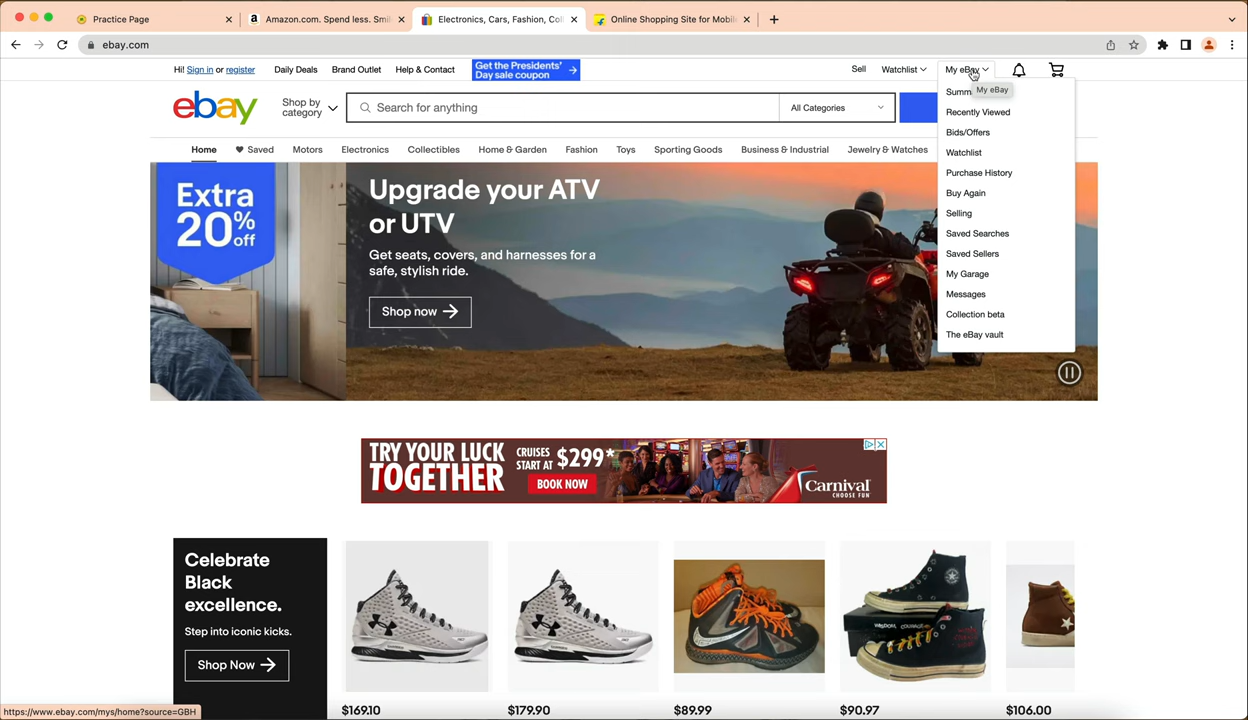 Practice Page
Amazon.com. Spend less. Smi
Electronics, Cars, Fashion, Col
Online Shopping Site for Mobil
ebay.com
Hi! Sign in or register
Daily Deals
Brand Outlet
Help & Contact
Get the Presidents'
Day sale coupon
Sell
Watchlist
My eBay
ebay
Shop by
category
Search for anything
All Categories
My eBay
Summ
Recently Viewed
Bids/Offers
Watchlist
Purchase History
Buy Again
Selling
Saved Searches
Saved Sellers
My Garage
Messages
Collection beta
The eBay vault
Home
Saved
Motors
Electronics
Collectibles
Home & Garden
Fashion
Toys
Sporting Goods
Business & Industrial
Jewelry & Watches
Extra
20% off
Upgrade your ATV
or UTV
Get seats, covers, and harnesses for a
safe, stylish ride.
Shop now
TRY YOUR LUCK
TOGETHER
CRUISES
START AT $299*
BOOK NOW
Carnival
CHOOSE FUN
Celebrate
Black
excellence.
Step into iconic kicks.
Shop Now
$169.10
$179.90
$89.99
$90.97
$106.00
https://www.ebay.com/mys/home?source=GBH